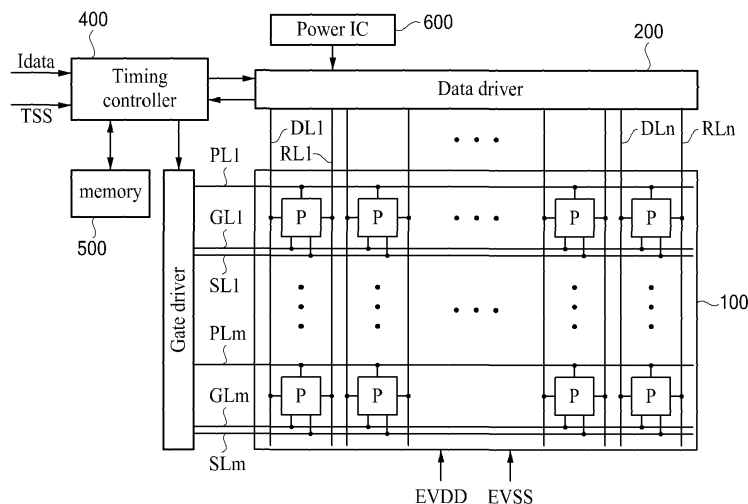 400
Power IC
600
200
Idata
Timing
controller
Data driver
TSS
DL1
RL1
DLn
RLn
PL1
memory
500
P
P
P
P
GL1
SL1
Gate driver
100
PLm
P
P
P
P
GLm
SLm
EVDD
EVSS